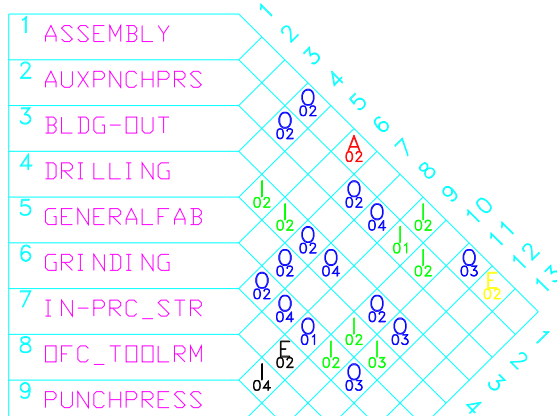 1 ASSEMBLY
2 AUXPNCHPRS
3 BLDG-OUT
4 DRILLING
5 GENERALFAB
6 GRINDING
7 IN-PRC_STR
8 OFC_TOOLRM
9 PUNCHPRESS
1
2
3
4
5
6
7
8
9
10
11
12
O
02
O
02
A
02
I
02
O
02
I
02
O
04
I
02
O
02
I
01
O
02
O
04
I
02
O
03
O
02
E
02
O
04
O
02
O
01
I
02
O
03
E
02
I
02
I
03
I
04
O
03
1
2
3
4